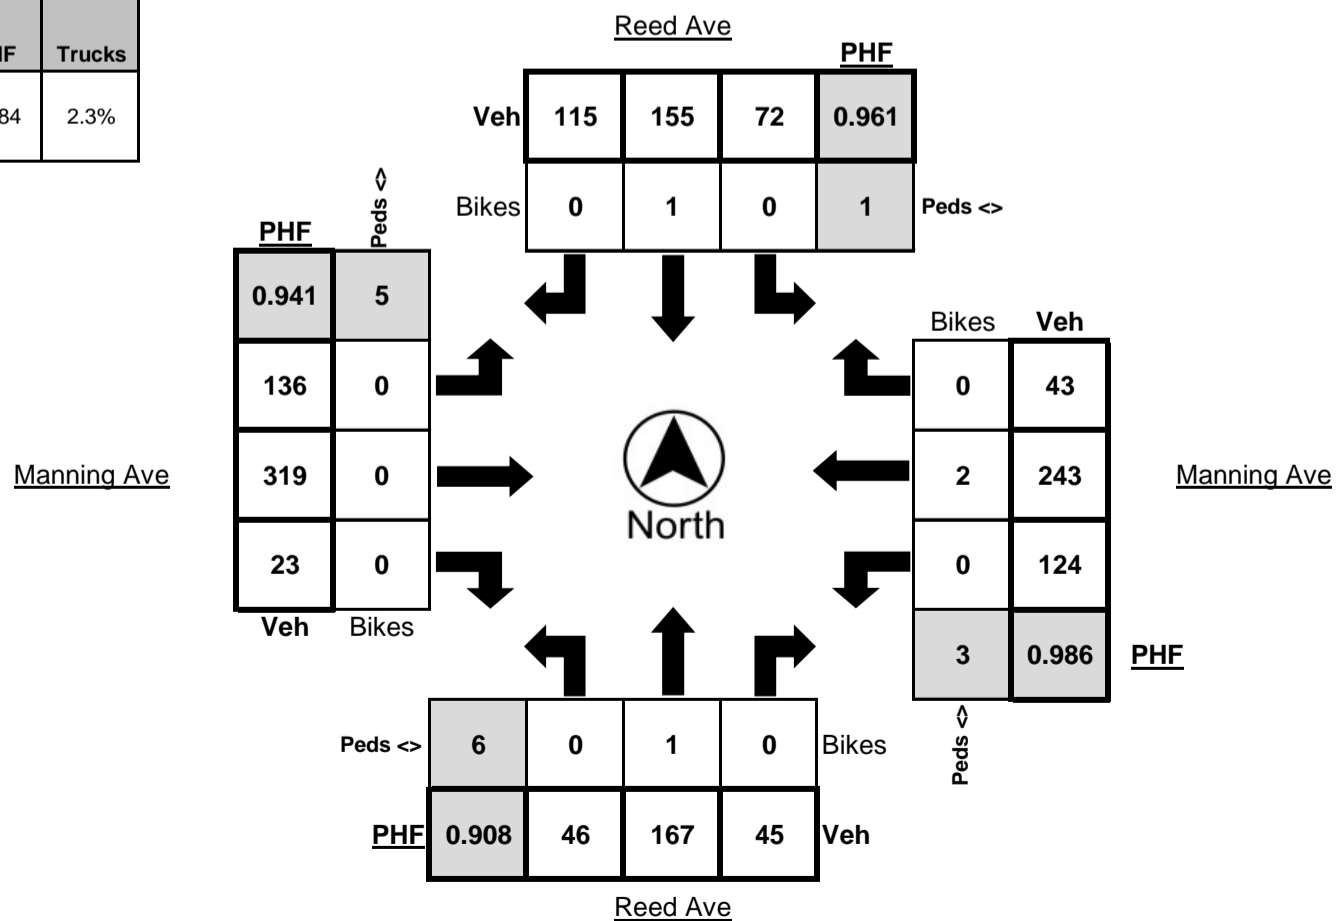 Reed Ave
Trucks
PHF
84 2.3%
Veh 115 155 72 0.961
Bikes 0 1 0 1 Peds <>
Peds <>
PHF
0.941 5
Bikes Veh
136 0
0 43
Manning Ave 319 0
2 243 Manning Ave
North
23 0
0 124
Veh Bikes
3 0.986 PHF
Peds <>
Peds <> 6 0 1 0 Bikes
PHF 0.908 46 167 45 Veh
Reed Ave